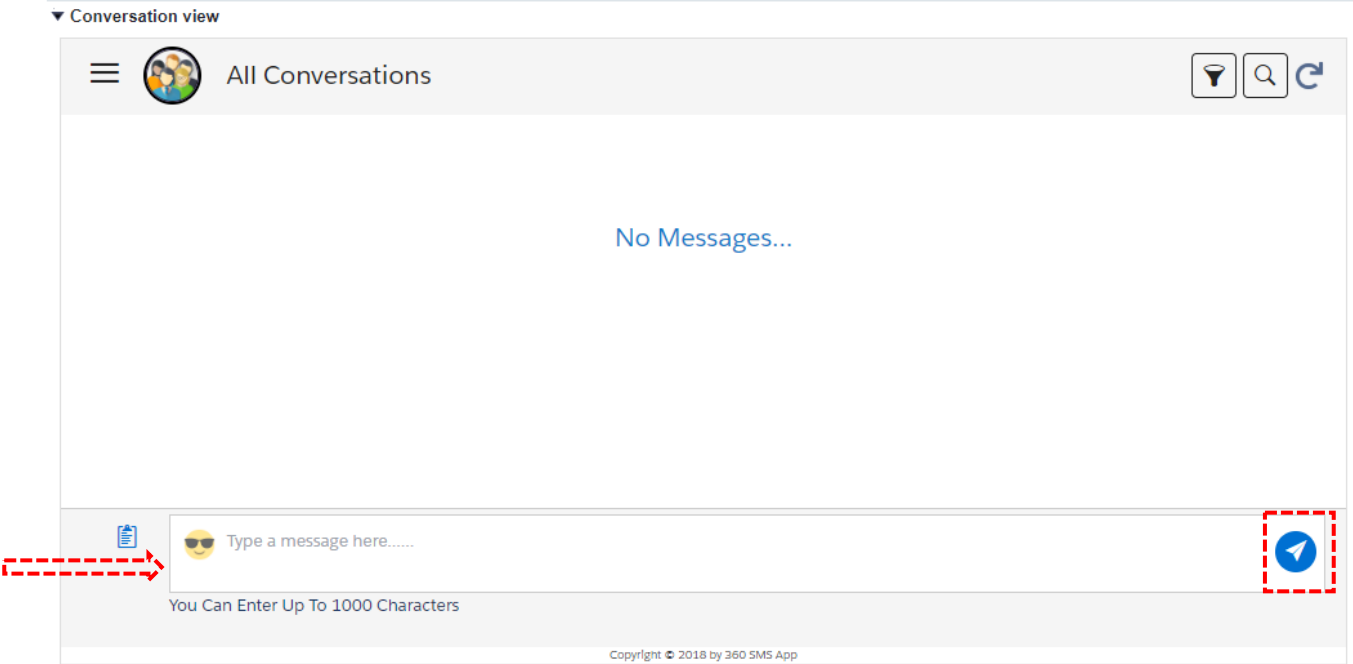 Conversation view
All Conversations
No Messages...
Type a message here......
You Can Enter Up To 1000 Characters
Copyright © 2018 by 360 SMS App